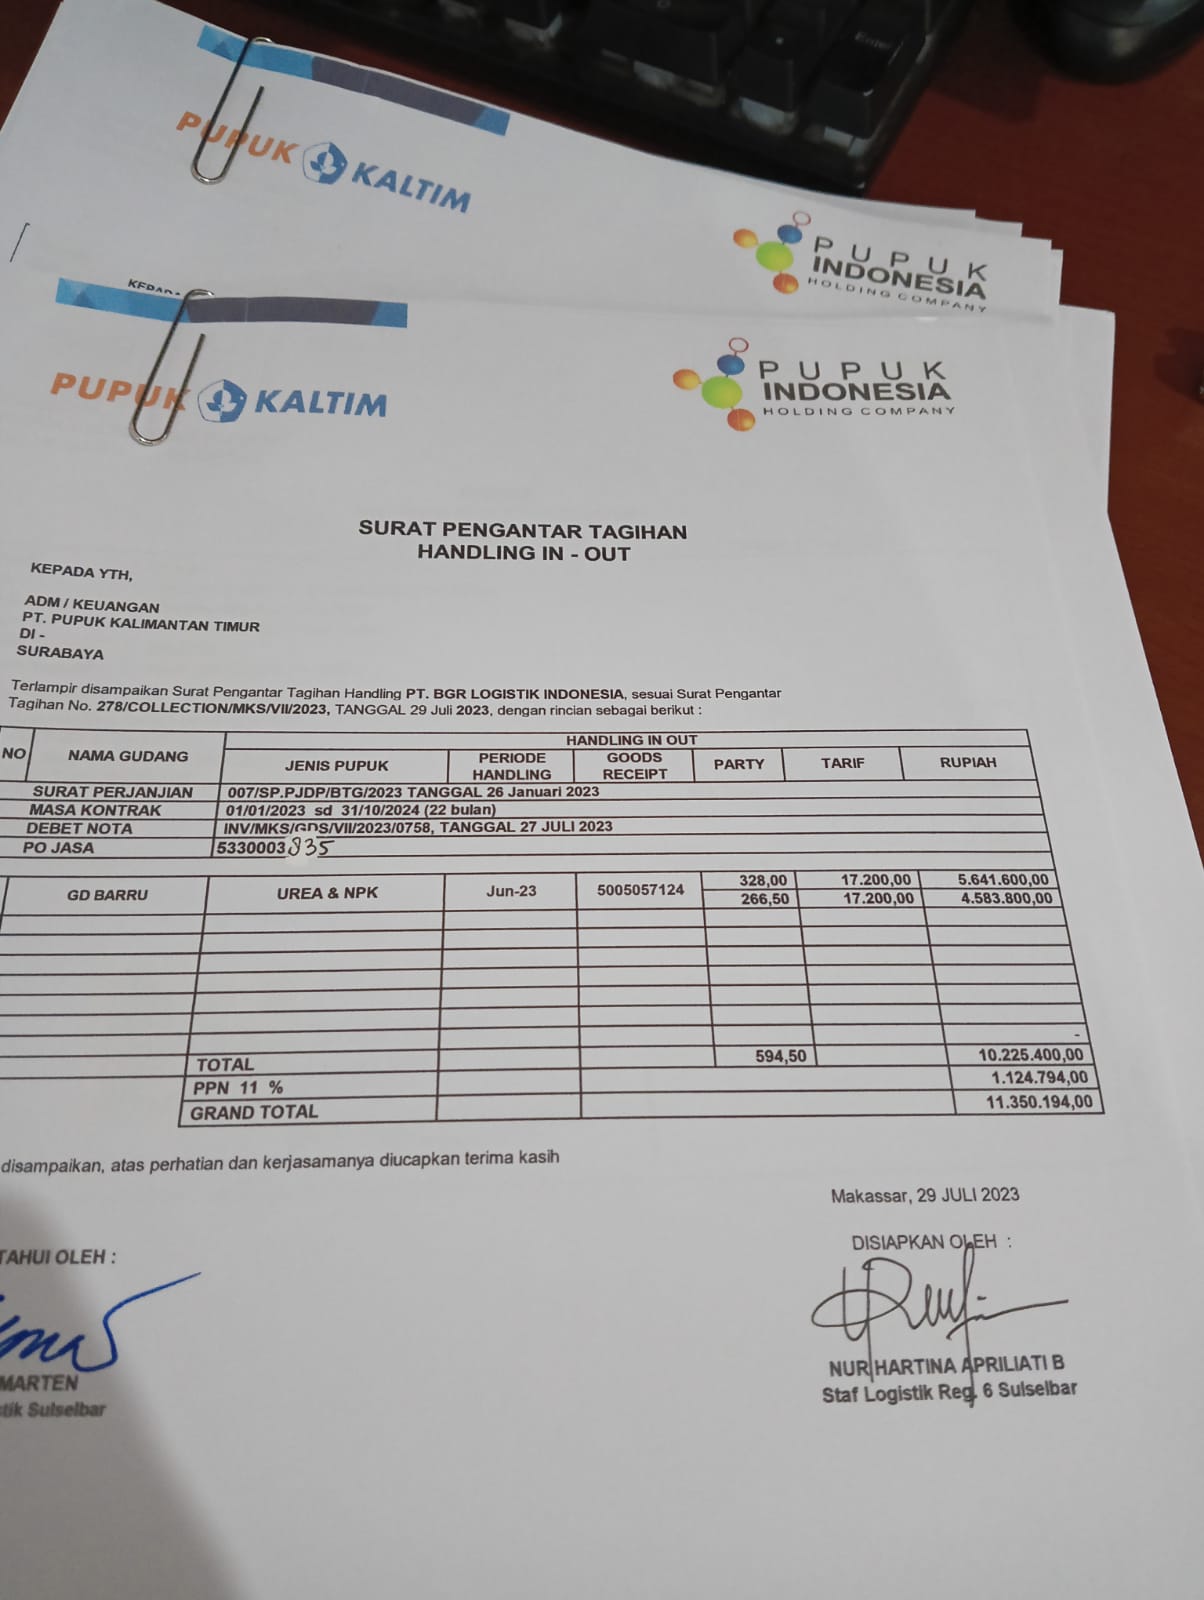 Enter
PUPUK KALTIM
PUPUK
INDONESIA
HOLDING COMPANY
KEPADA
PUPUK KALTIM
PUPUK
INDONESIA
HOLDING COMPANY
SURAT PENGANTAR TAGIHAN
HANDLING IN - OUT
KEPADA YTH,
ADM / KEUANGAN
PT. PUPUK KALIMANTAN TIMUR
DI -
SURABAYA
Terlampir disampaikan Surat Pengantar Tagihan Handling PT. BGR LOGISTIK INDONESIA, sesuai Surat Pengantar
Tagihan No. 278/COLLECTION/MKS/VII/2023, TANGGAL 29 Juli 2023, dengan rincian sebagai berikut :
NO NAMA GUDANG HANDLING IN OUT
JENIS PUPUK PERIODE HANDLING GOODS RECEIPT PARTY TARIF RUPIAH
SURAT PERJANJIAN 007/SP.PJDP/BTG/2023 TANGGAL 26 Januari 2023
MASA KONTRAK 01/01/2023 sd 31/10/2024 (22 bulan)
DEBET NOTA INV/MKS/GDS/VII/2023/0758, TANGGAL 27 JULI 2023
PO JASA 5330003835
GD BARRU UREA & NPK Jun-23 5005057124 328,00 17.200,00 5.641.600,00
266,50 17.200,00 4.583.800,00
-
TOTAL 594,50 10.225.400,00
PPN 11 % 1.124.794,00
GRAND TOTAL 11.350.194,00
disampaikan, atas perhatian dan kerjasamanya diucapkan terima kasih
Makassar, 29 JULI 2023
TAHUI OLEH :
DISIAPKAN OLEH :
MARTEN
NUR HARTINA APRILIATI B
tik Sulselbar
Staf Logistik Reg. 6 Sulselbar